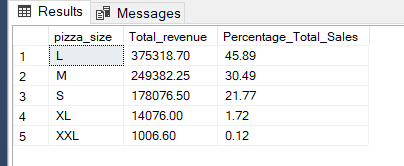 Results Messages
pizza_size Total_revenue Percentage_Total_Sales
1 L 375318.70 45.89
2 M 249382.25 30.49
3 S 178076.50 21.77
4 XL 14076.00 1.72
5 XXL 1006.60 0.12